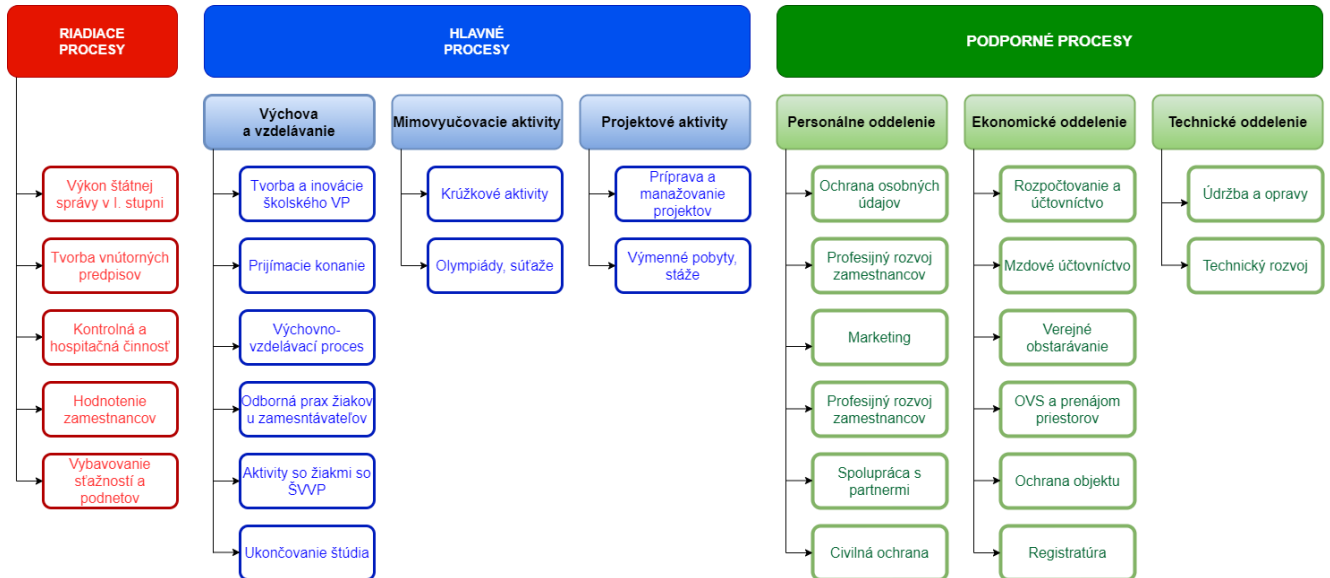 RIADIACE
PROCESY
HLAVNÉ
PROCESY
PODPORNÉ PROCESY
Výchova
a vzdelávanie
Mimovyučovacie aktivity
Projektové aktivity
Personálne oddelenie
Ekonomické oddelenie
Technické oddelenie
Výkon štátnej
správy v I. stupni
Tvorba vnútorných
predpisov
Kontrolná a
hospitačná činnosť
Hodnotenie
zamestnancov
Vybavovanie
sťažností a
podnetov
Tvorba a inovácie
školského VP
Prijímacie konanie
Výchovno-
vzdelávací proces
Odborná prax žiakov
u zamesntávateľov
Aktivity so žiakmi so
ŠVVP
Ukončovanie štúdia
Krúžkové aktivity
Olympiády, súťaže
Príprava a
manažovanie
projektov
Výmenné pobyty,
stáže
Ochrana osobných
údajov
Profesijný rozvoj
zamestnancov
Marketing
Profesijný rozvoj
zamestnancov
Spolupráca s
partnermi
Civilná ochrana
Rozpočtovanie a
účtovníctvo
Mzdové účtovníctvo
Verejné
obstarávanie
OVS a prenájom
priestorov
Ochrana objektu
Registratúra
Údržba a opravy
Technický rozvoj